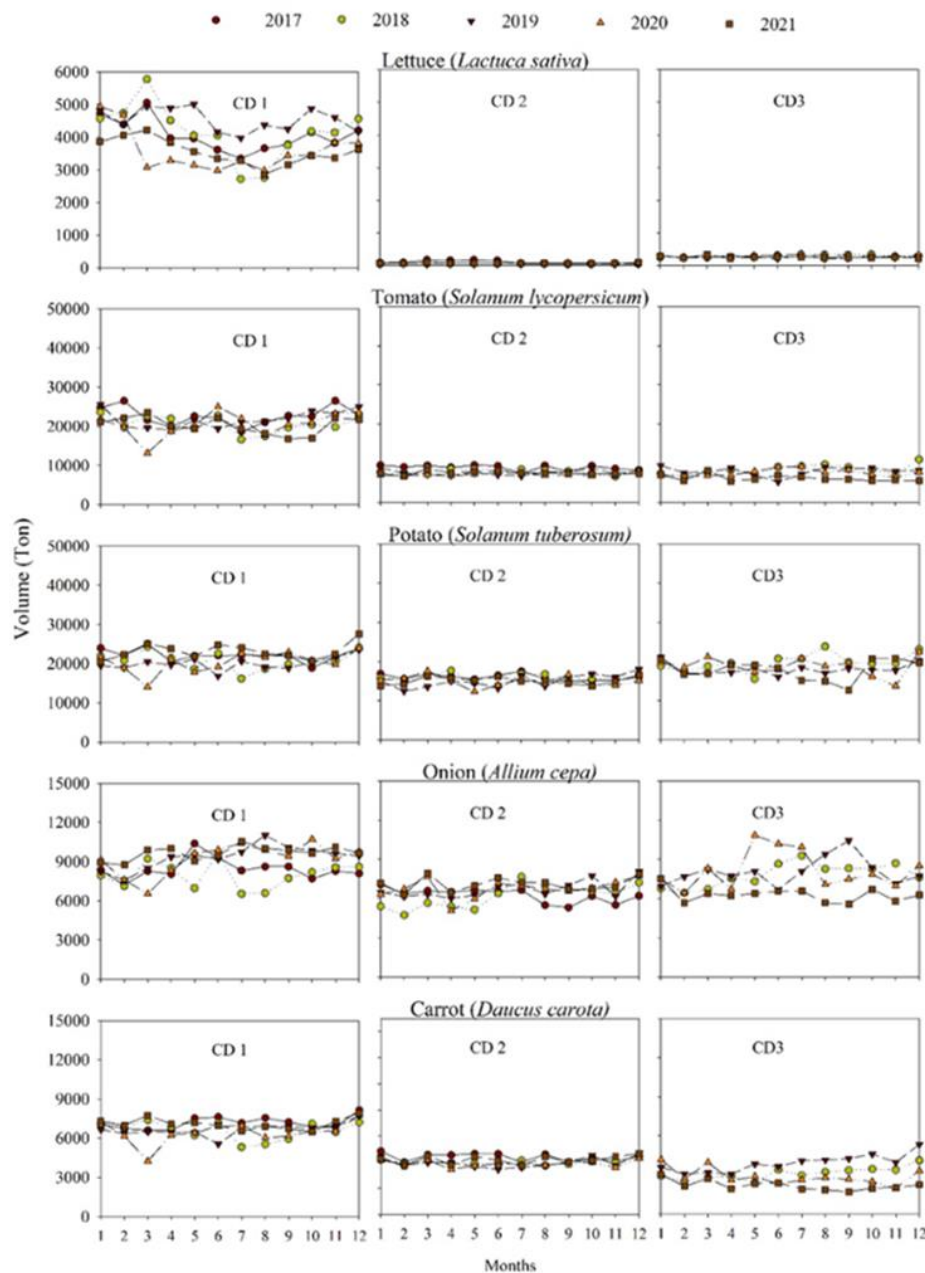 2017 2018 2019 2020 2021
Lettuce (Lactuca sativa)
6000
5000
4000
3000
2000
1000
0
CD 1 CD 2 CD3
Tomato (Solanum lycopersicum)
50000
40000
30000
20000
10000
0
CD 1 CD 2 CD3
Volume (Ton)
Potato (Solanum tuberosum)
50000
40000
30000
20000
10000
0
CD 1 CD 2 CD3
Onion (Allium cepa)
15000
12000
9000
6000
3000
0
CD 1 CD 2 CD3
Carrot (Daucus carota)
15000
12000
9000
6000
3000
0
CD 1 CD 2 CD3
1 2 3 4 5 6 7 8 9 10 11 12 1 2 3 4 5 6 7 8 9 10 11 12 1 2 3 4 5 6 7 8 9 10 11 12
Months